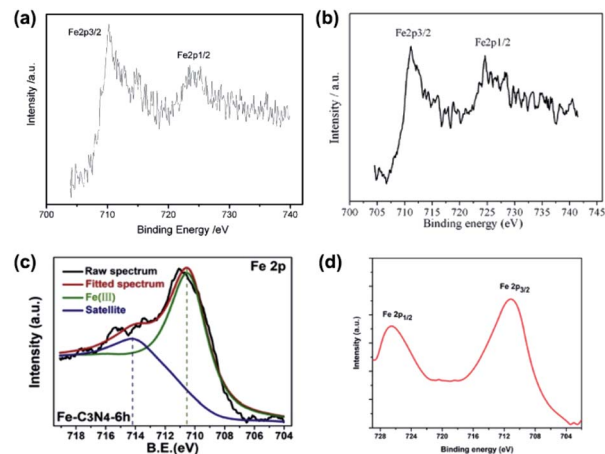 (a)
Fe2p3/2
Fe2p1/2
Intensity /a.u.
700 710 720 730 740
Binding Energy /eV
(b)
Fe2p3/2
Fe2p1/2
Intensity / a.u.
700 705 710 715 720 725 730 735 740 745
Binding energy (eV)
(c)
Fe 2p
Raw spectrum
Fitted spectrum
Fe(III)
Satellite
Intensity (a.u.)
Fe-C3N4-6h
718 716 714 712 710 708 706 704
B.E.(eV)
(d)
Fe 2p1/2
Fe 2p3/2
Intensity (a.u.)
728 724 720 716 712 708 704
Binding energy (eV)